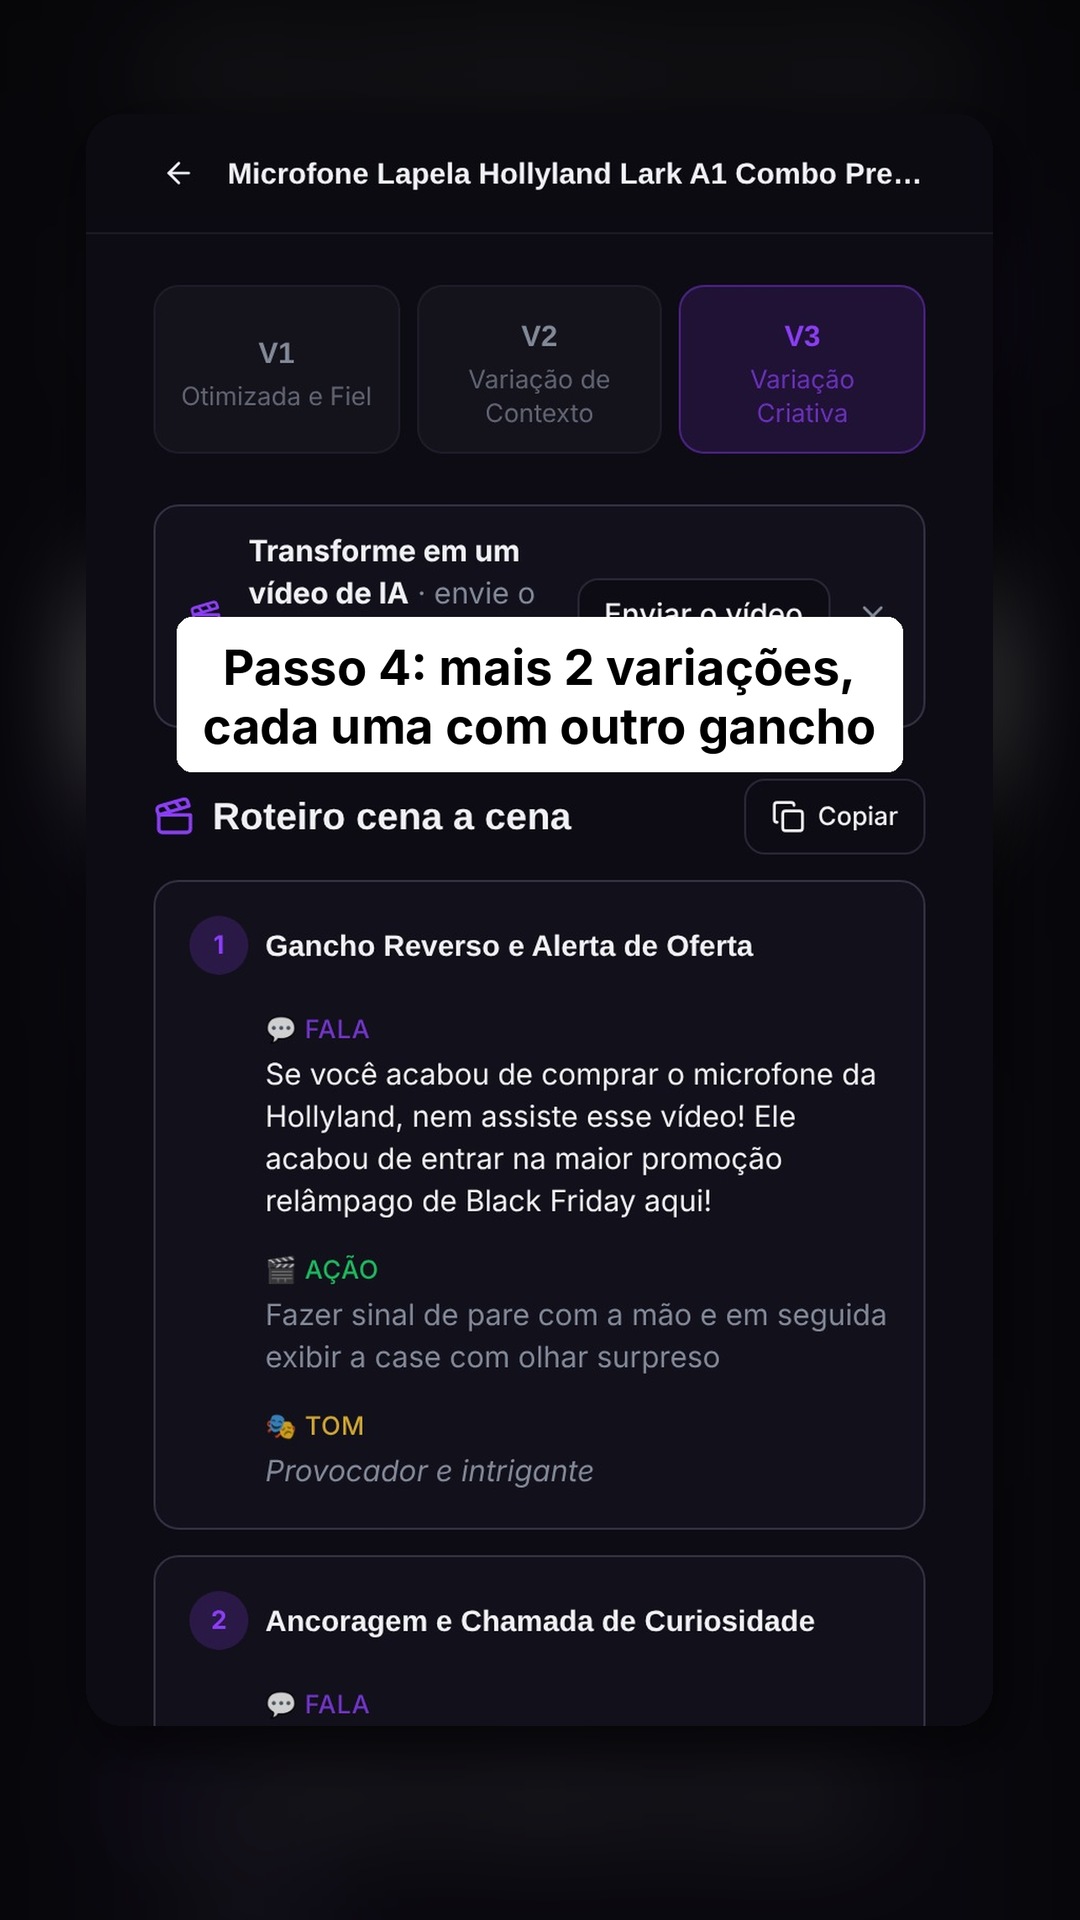 Microfone Lapela Hollyland Lark A1 Combo Pre...
V1
Otimizada e Fiel
V2
Variação de
Contexto
V3
Variação
Criativa
Transforme em um
vídeo de IA · envie o
Enviar o vídeo
Passo 4: mais 2 variações,
cada uma com outro gancho
Roteiro cena a cena
Copiar
1
Gancho Reverso e Alerta de Oferta
FALA
Se você acabou de comprar o microfone da
Hollyland, nem assiste esse vídeo! Ele
acabou de entrar na maior promoção
relâmpago de Black Friday aqui!
AÇÃO
Fazer sinal de pare com a mão e em seguida
exibir a case com olhar surpreso
TOM
Provocador e intrigante
2
Ancoragem e Chamada de Curiosidade
FALA